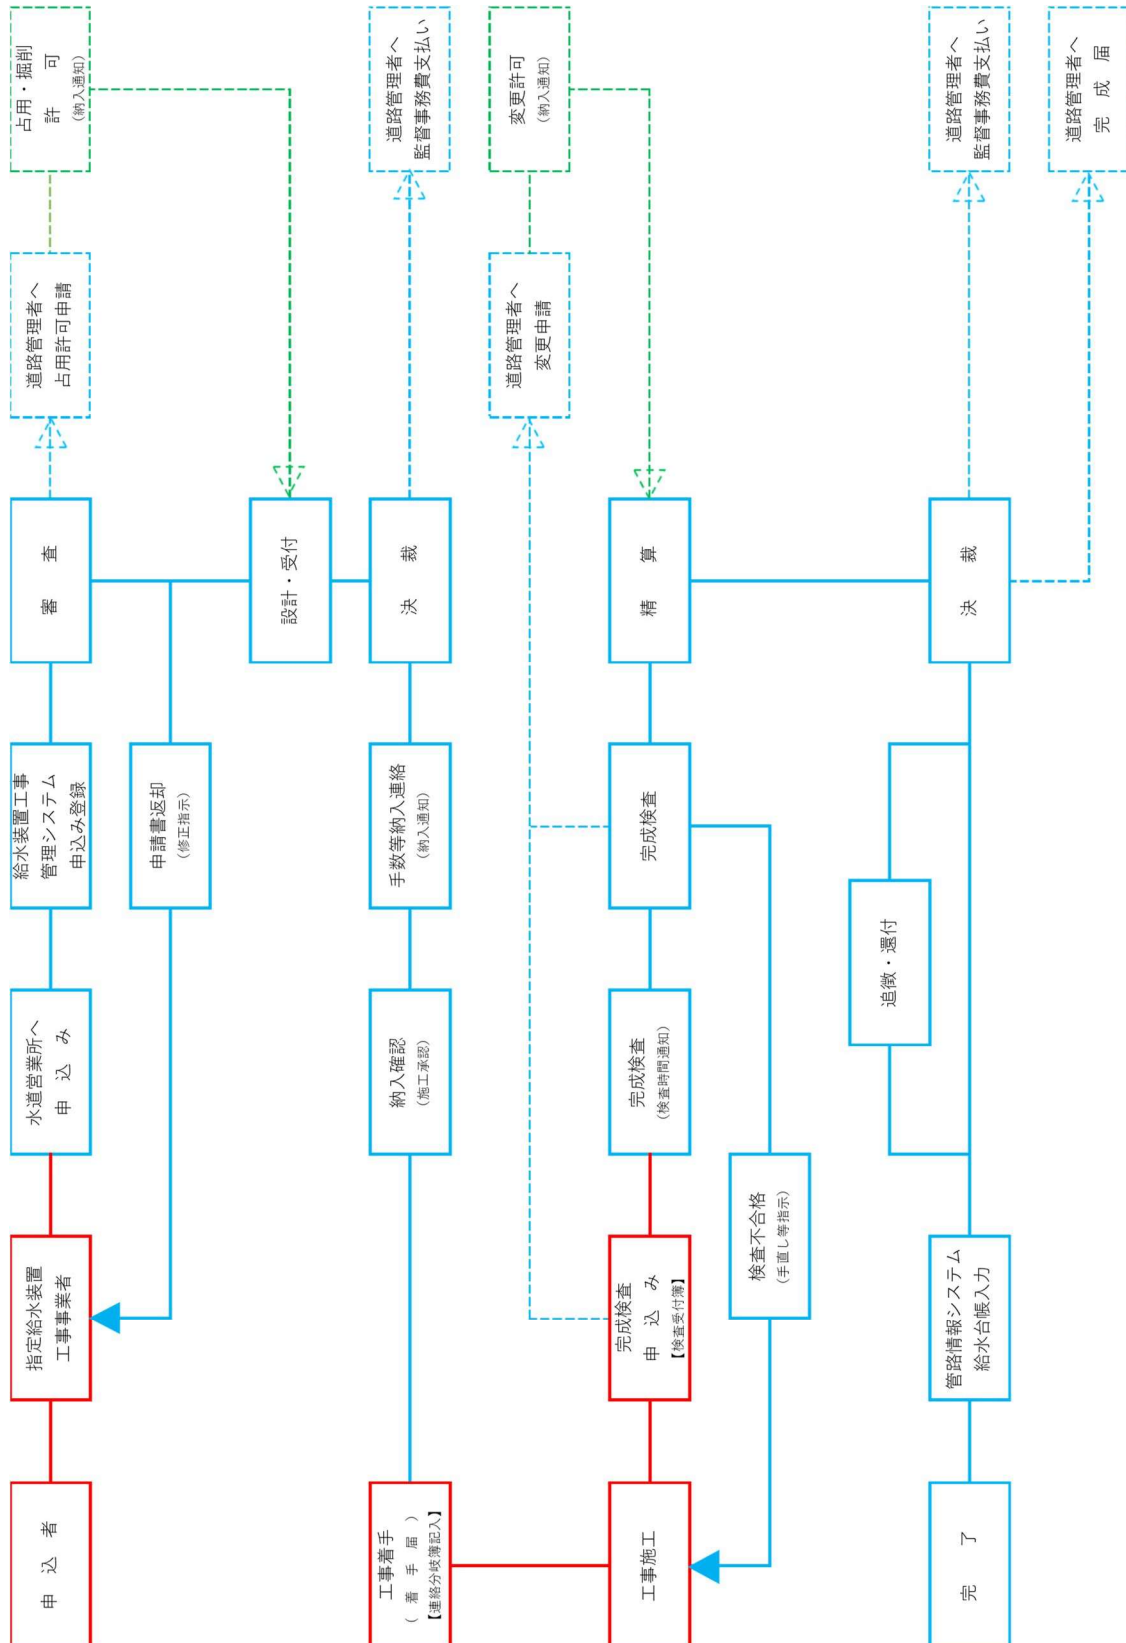 申込者
指定給水装置
工事事業者
水道営業所へ
申込み
給水装置工事
管理システム
申込み登録
審査
道路管理者へ
占用許可申請
占用・掘削
許可
（納入通知）
申請書返却
（修正指示）
設計・受付
工事着手
（着手届）
【連絡分岐簿記入】
納入確認
（施工承認）
手数等納入連絡
（納入通知）
決裁
道路管理者へ
監督事務費支払い
道路管理者へ
変更申請
変更許可
（納入通知）
工事施工
完成検査
申込み
【検査受付簿】
完成検査
（検査時間通知）
完成検査
精算
検査不合格
（手直し等指示）
追徴・還付
完了
管路情報システム
給水台帳入力
決裁
道路管理者へ
監督事務費支払い
道路管理者へ
完成届